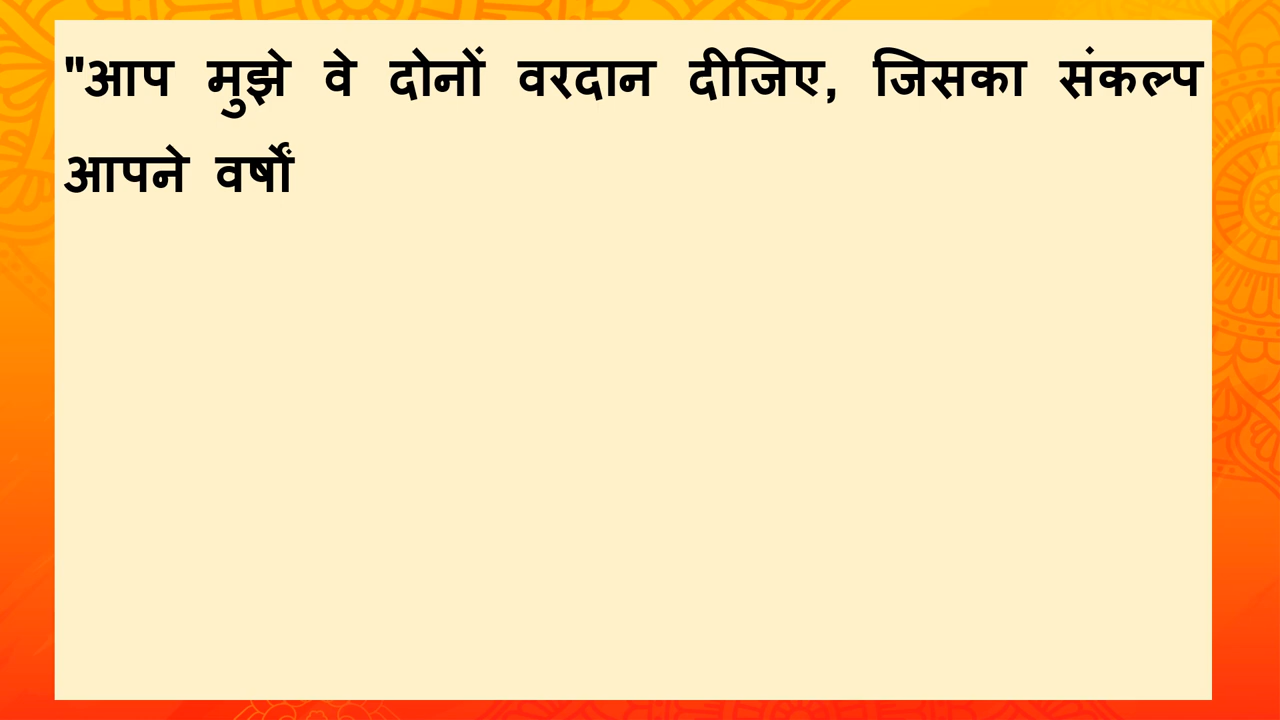 "आप मुझे वे दोनों वरदान दीजिए, जिसका संकल्प
आपने वर्षों